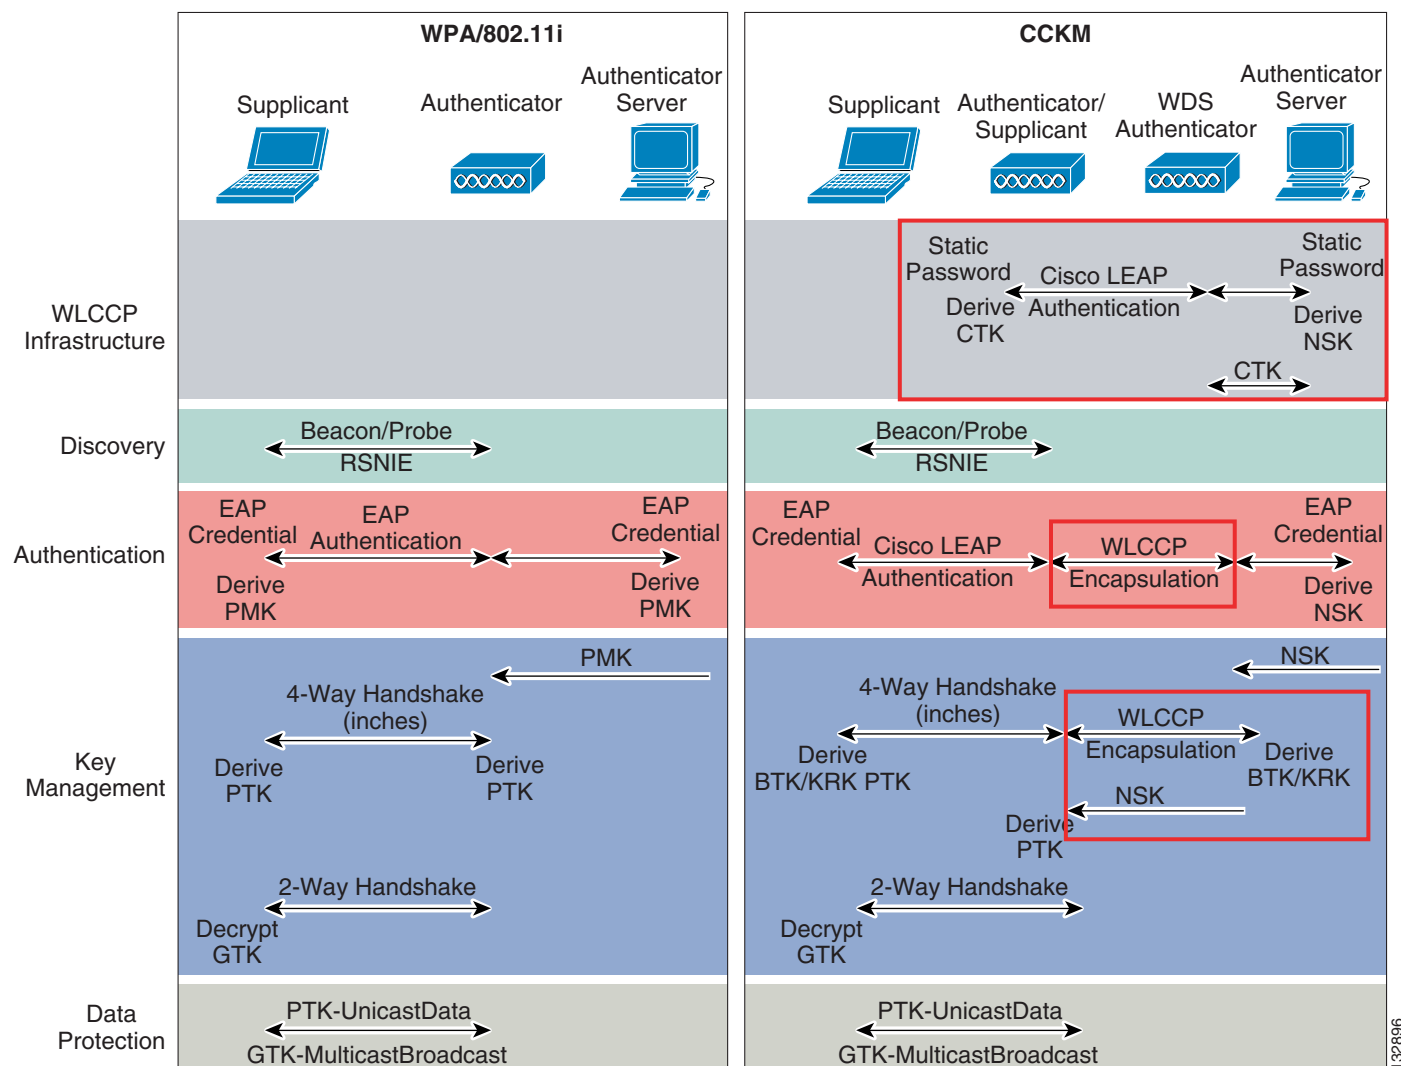 WPA/802.11i
CCKM
Supplicant
Authenticator
Authenticator
Server
Supplicant
Authenticator/
Supplicant
WDS
Authenticator
Authenticator
Server
WLCCP
Infrastructure
Static
Password
Cisco LEAP
Authentication
Derive
CTK
Static
Password
Derive
NSK
CTK
Discovery
Beacon/Probe
RSNIE
Beacon/Probe
RSNIE
Authentication
EAP
Credential
EAP
Authentication
Derive
PMK
EAP
Credential
Derive
PMK
EAP
Credential
Cisco LEAP
Authentication
WLCCP
Encapsulation
EAP
Credential
Derive
NSK
Key
Management
PMK
4-Way Handshake
(inches)
Derive
PTK
Derive
PTK
2-Way Handshake
Decrypt
GTK
NSK
4-Way Handshake
(inches)
Derive
BTK/KRK PTK
WLCCP
Encapsulation
Derive
BTK/KRK
NSK
Derive
PTK
2-Way Handshake
Decrypt
GTK
Data
Protection
PTK-UnicastData
GTK-MulticastBroadcast
PTK-UnicastData
GTK-MulticastBroadcast
132896